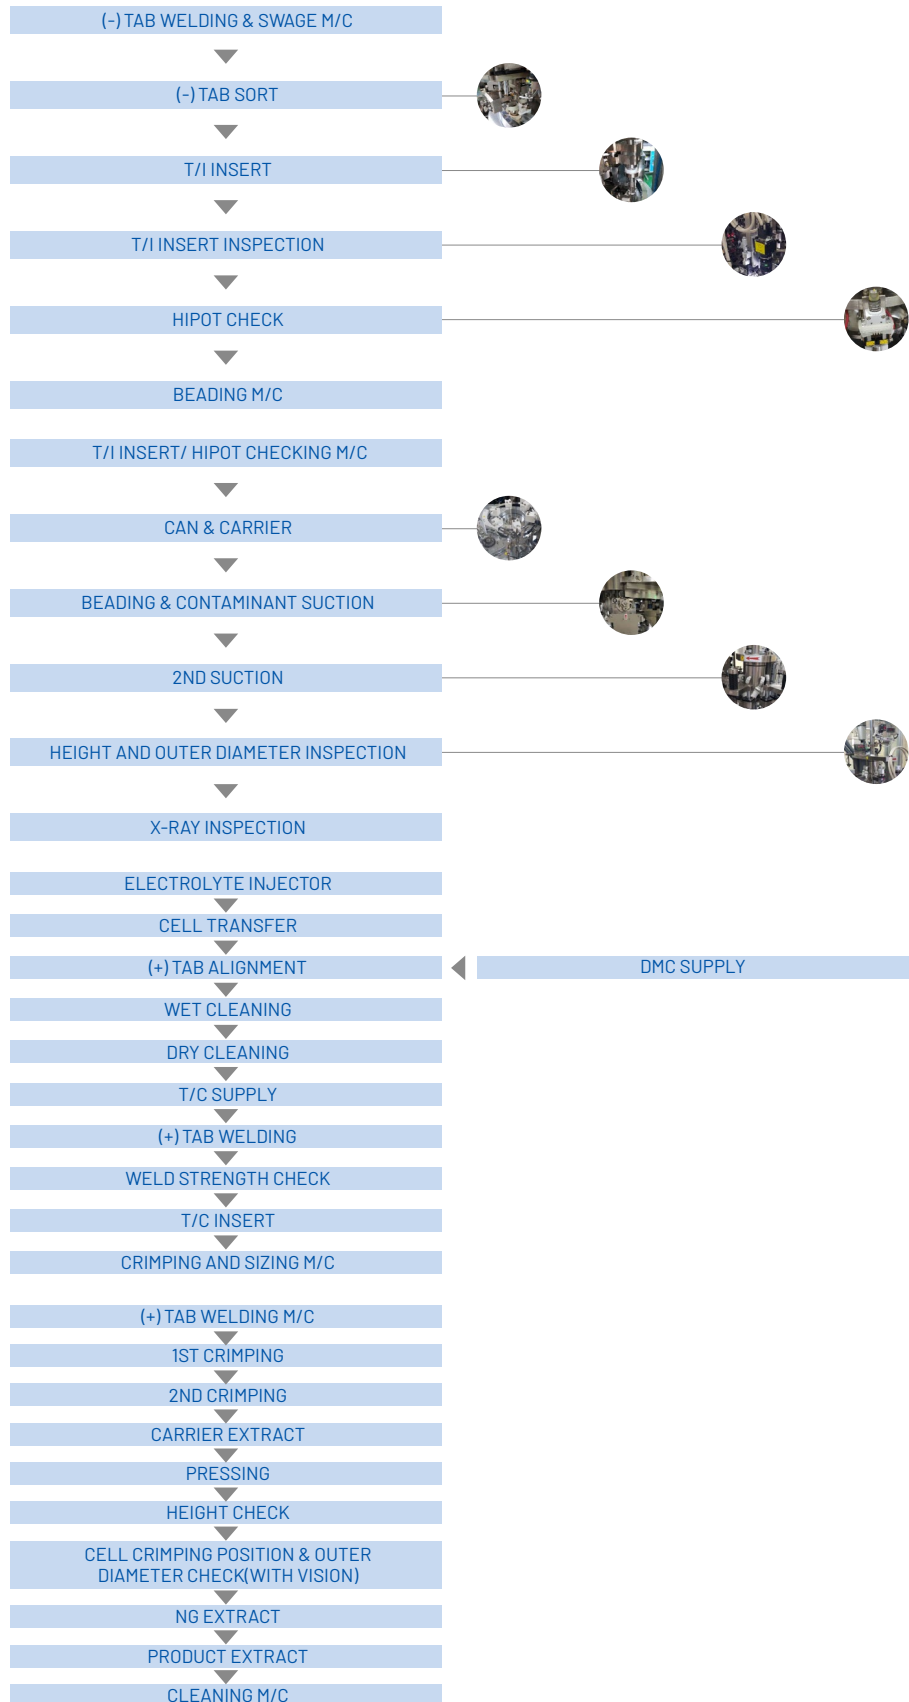 (-) TAB WELDING & SWAGE M/C
(-) TAB SORT
T/I INSERT
T/I INSERT INSPECTION
HIPOT CHECK
BEADING M/C
T/I INSERT/ HIPOT CHECKING M/C
CAN & CARRIER
BEADING & CONTAMINANT SUCTION
2ND SUCTION
HEIGHT AND OUTER DIAMETER INSPECTION
X-RAY INSPECTION
ELECTROLYTE INJECTOR
CELL TRANSFER
(+) TAB ALIGNMENT
DMC SUPPLY
WET CLEANING
DRY CLEANING
T/C SUPPLY
(+) TAB WELDING
WELD STRENGTH CHECK
T/C INSERT
CRIMPING AND SIZING M/C
(+) TAB WELDING M/C
1ST CRIMPING
2ND CRIMPING
CARRIER EXTRACT
PRESSING
HEIGHT CHECK
CELL CRIMPING POSITION & OUTER
DIAMETER CHECK(WITH VISION)
NG EXTRACT
PRODUCT EXTRACT
CLEANING M/C